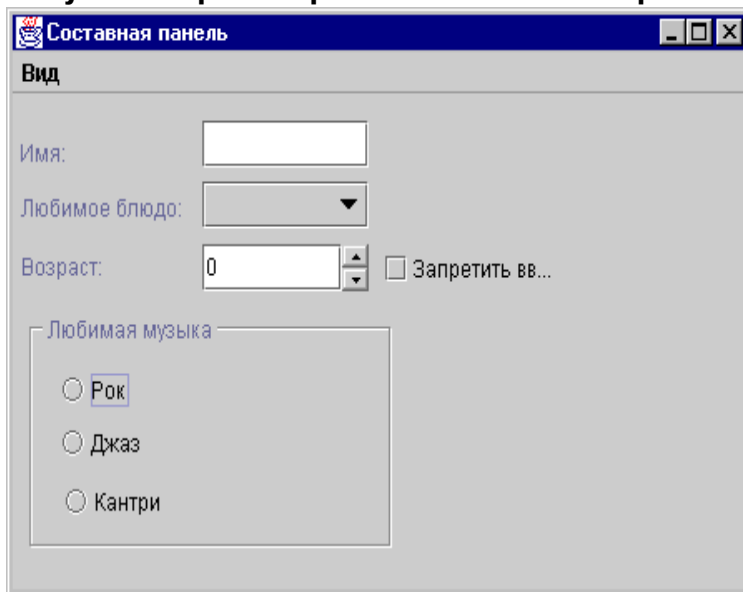 Составная панель
Вид
Имя:
Любимое блюдо:
Возраст: 0 Запретить вв...
Любимая музыка
Рок
Джаз
Кантри